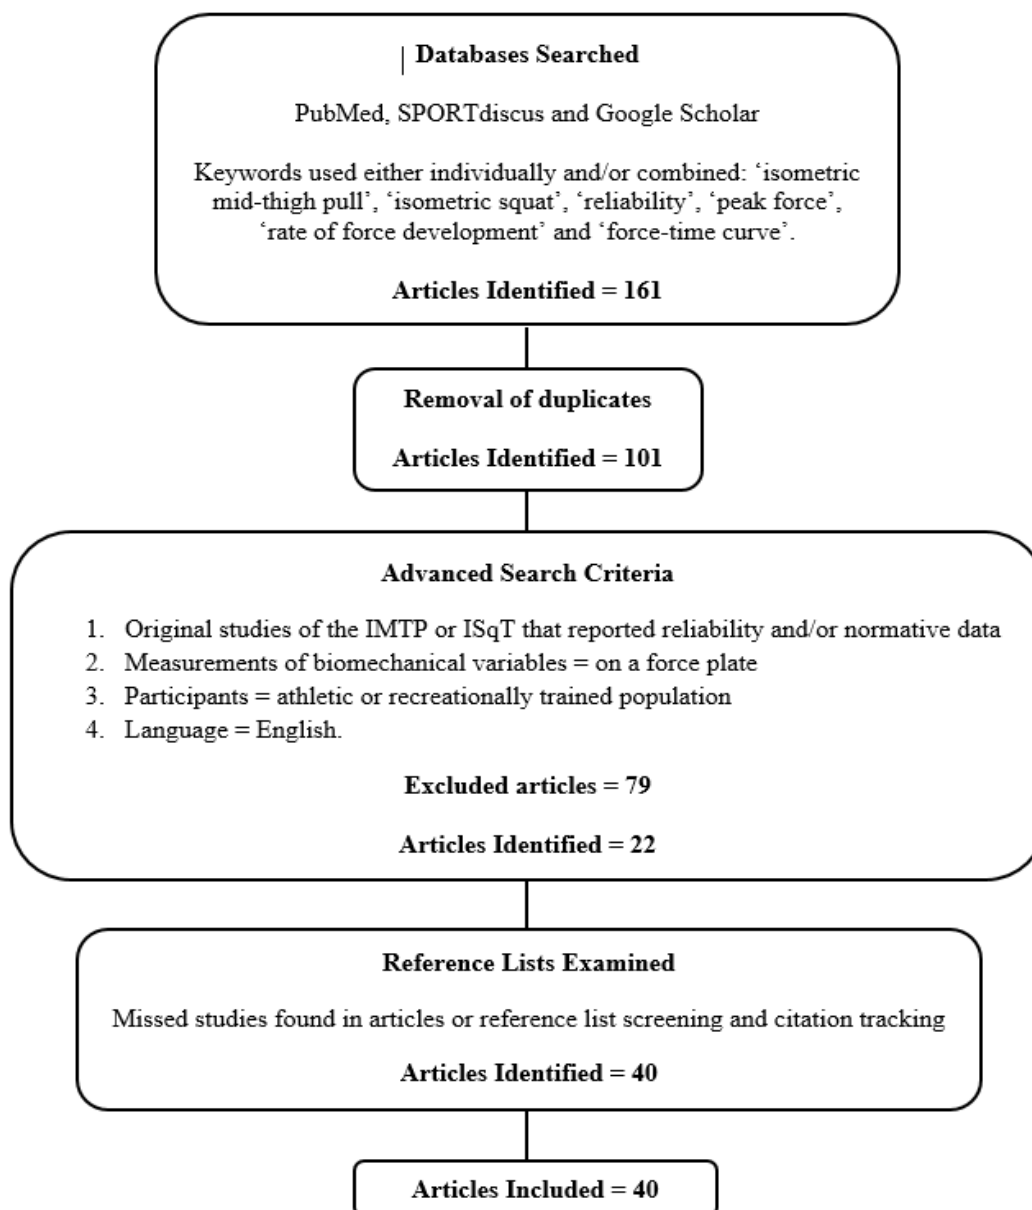 Databases Searched
PubMed, SPORTdiscus and Google Scholar
Keywords used either individually and/or combined: ‘isometric
mid-thigh pull’, ‘isometric squat’, ‘reliability’, ‘peak force’,
‘rate of force development’ and ‘force-time curve’.
Articles Identified = 161
Removal of duplicates
Articles Identified = 101
Advanced Search Criteria
1. Original studies of the IMTP or ISqT that reported reliability and/or normative data
2. Measurements of biomechanical variables = on a force plate
3. Participants = athletic or recreationally trained population
4. Language = English.
Excluded articles = 79
Articles Identified = 22
Reference Lists Examined
Missed studies found in articles or reference list screening and citation tracking
Articles Identified = 40
Articles Included = 40